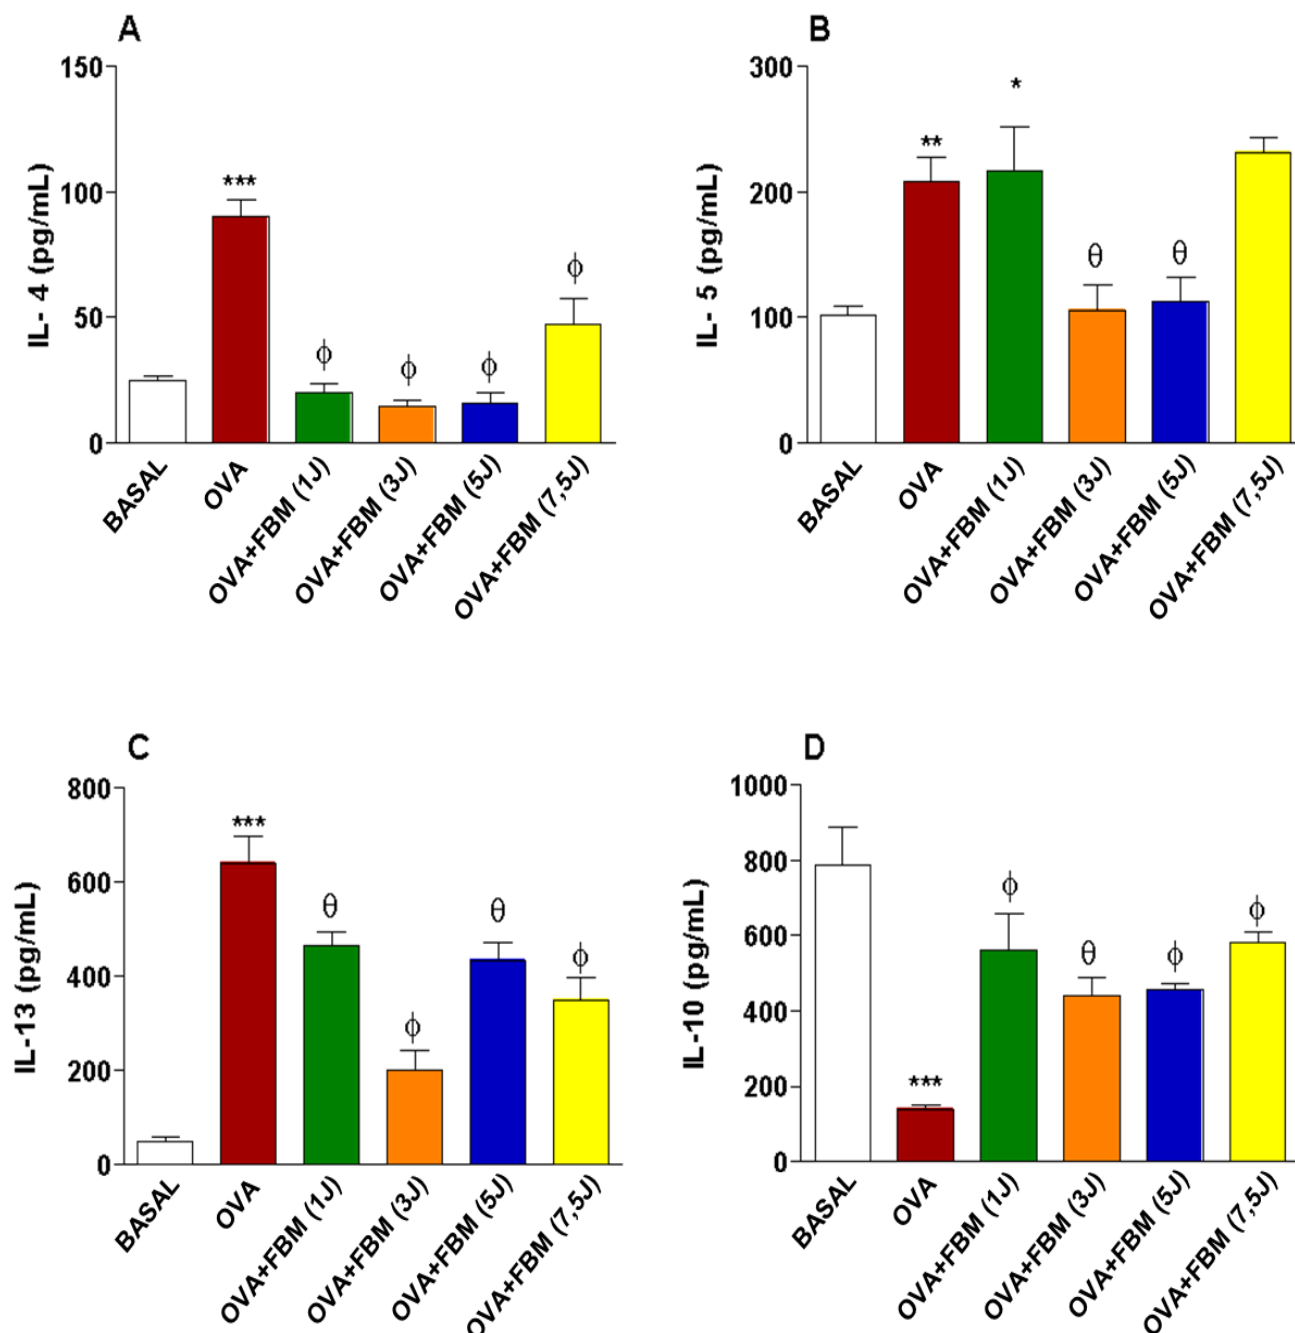 A
IL- 4 (pg/mL)
150
100
50
0
***
ϕ
ϕ
ϕ
ϕ
BASAL
OVA
OVA+FBM (1J)
OVA+FBM (3J)
OVA+FBM (5J)
OVA+FBM (7,5J)
B
IL- 5 (pg/mL)
300
200
100
0
**
*
θ
θ
BASAL
OVA
OVA+FBM (1J)
OVA+FBM (3J)
OVA+FBM (5J)
OVA+FBM (7,5J)
C
IL-13 (pg/mL)
800
600
400
200
0
***
θ
ϕ
θ
ϕ
BASAL
OVA
OVA+FBM (1J)
OVA+FBM (3J)
OVA+FBM (5J)
OVA+FBM (7,5J)
D
IL-10 (pg/mL)
1000
800
600
400
200
0
***
ϕ
θ
ϕ
ϕ
BASAL
OVA
OVA+FBM (1J)
OVA+FBM (3J)
OVA+FBM (5J)
OVA+FBM (7,5J)